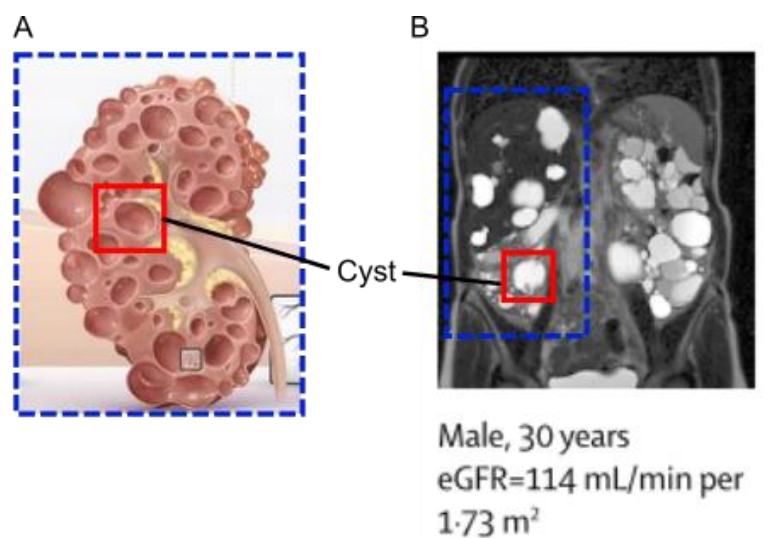 A
B
Cyst
Male, 30 years
eGFR=114 mL/min per
1·73 m²